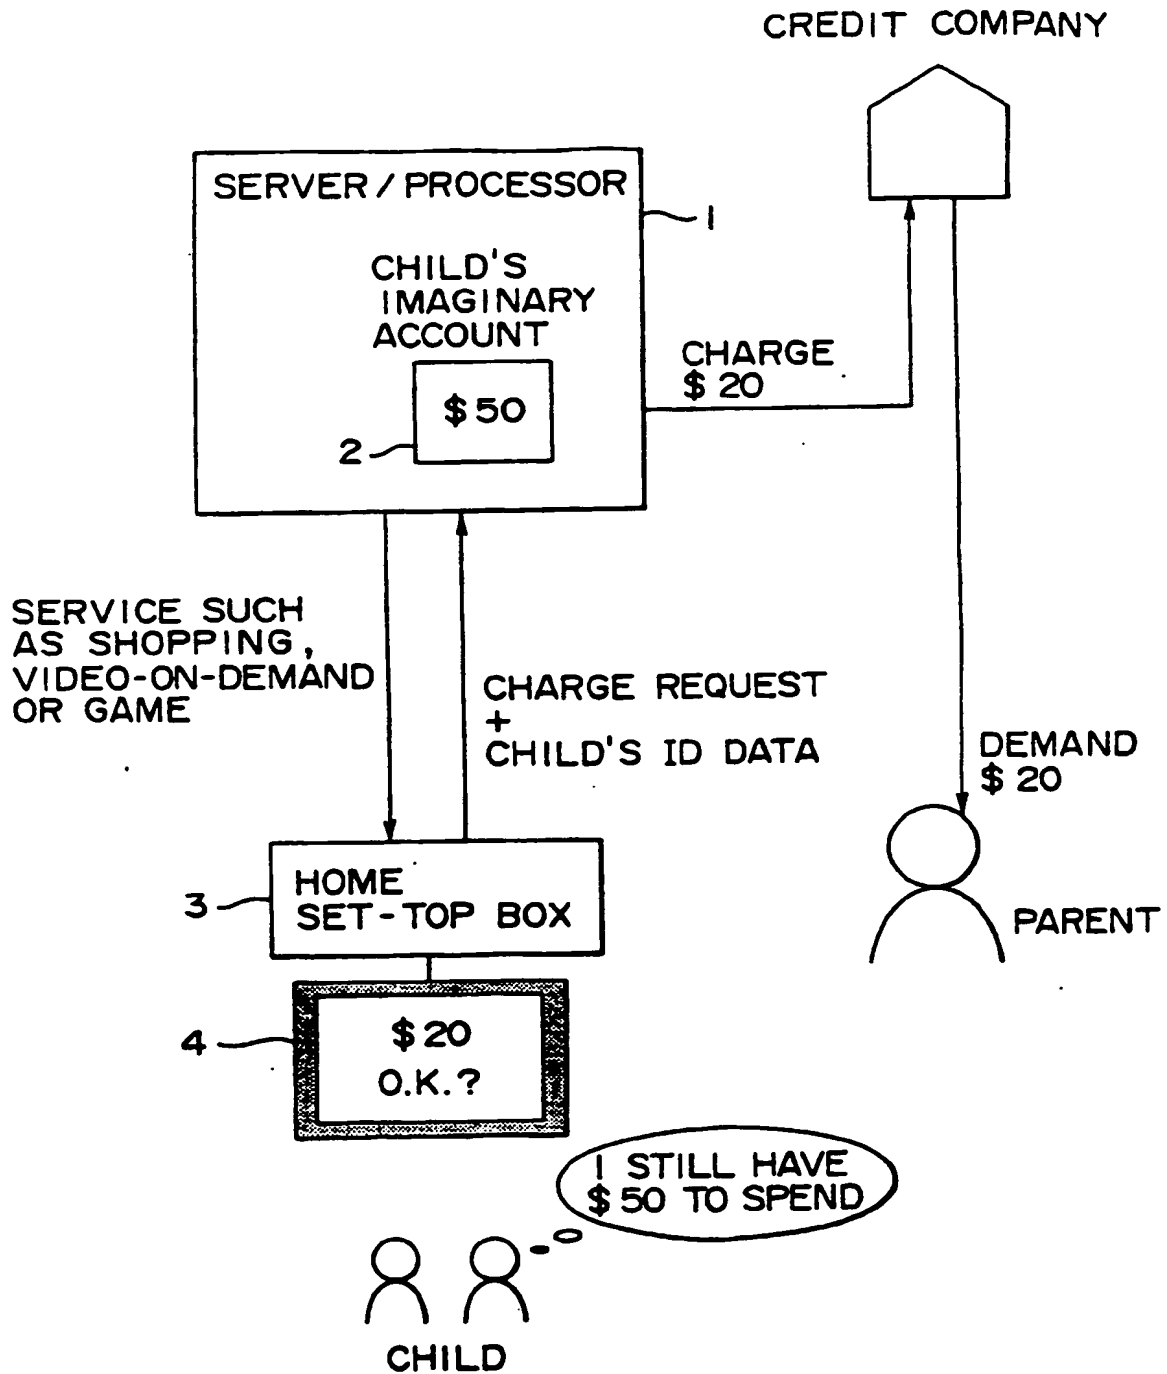 CREDIT COMPANY
SERVER/PROCESSOR
1
CHILD'S
IMAGINARY
ACCOUNT
$50
2
CHARGE
$20
SERVICE SUCH
AS SHOPPING,
VIDEO-ON-DEMAND
OR GAME
CHARGE REQUEST
+
CHILD'S ID DATA
DEMAND
$20
HOME
SET-TOP BOX
3
PARENT
$20
O.K.?
4
I STILL HAVE
$50 TO SPEND
CHILD